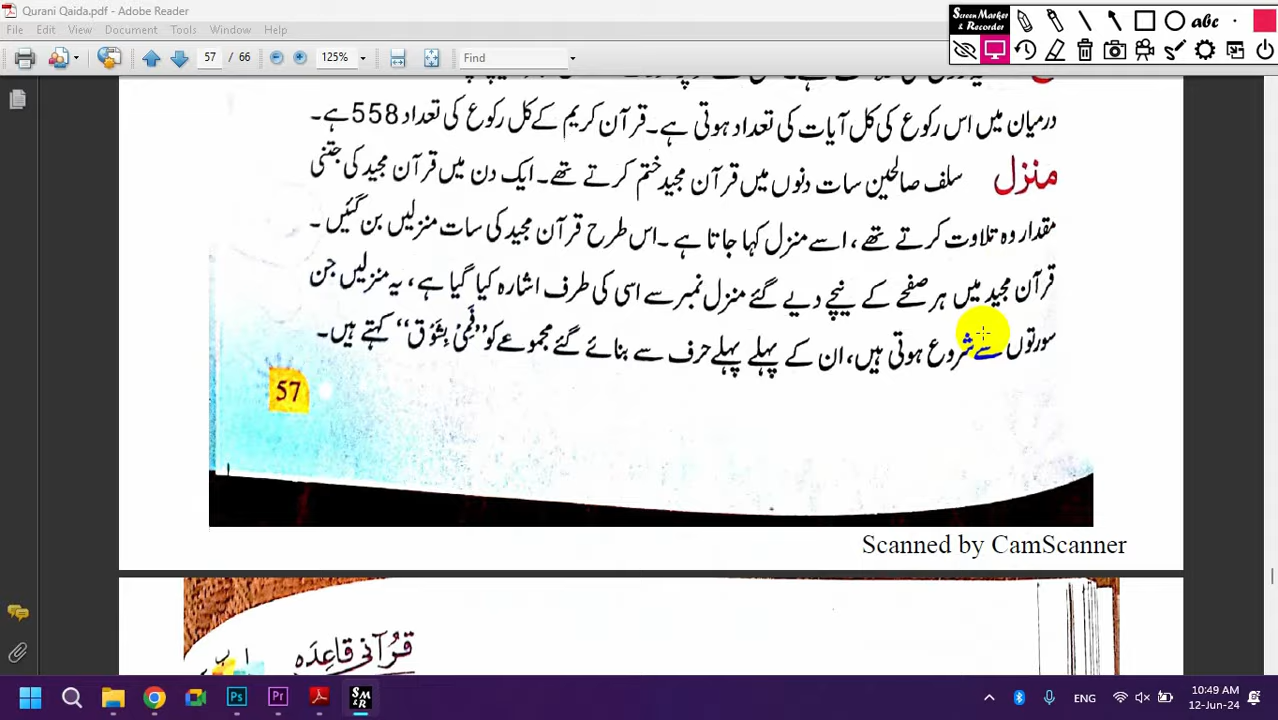 Qurani Qaida.pdf - Adobe Reader
File Edit View Document Tools Window Help
57 / 66 125% Find
Screen Marker & Recorder abc
درمیان میں اس رکوع کی کل آیات کی تعداد ہوتی ہے۔ قرآن کریم کے کل رکوع کی تعداد 558 ہے۔
منزل سلف صالحین سات دنوں میں قرآن مجید ختم کرتے تھے۔ ایک دن میں قرآن مجید کی جتنی
مقدار وہ تلاوت کرتے تھے، اسے منزل کہا جاتا ہے۔ اس طرح قرآن مجید کی سات منزلیں بن گئیں۔
قرآن مجید میں ہر صفحے کے نیچے دیے گئے منزل نمبر سے اسی کی طرف اشارہ کیا گیا ہے، یہ منزلیں جن
سورتوں سے شروع ہوتی ہیں، ان کے پہلے پہلے حرف سے بنائے گئے مجموعے کو ”فَمِیْ بِشَوْق“ کہتے ہیں۔
57
Scanned by CamScanner
قرآنی قاعدہ
ENG
10:49 AM
12-Jun-24